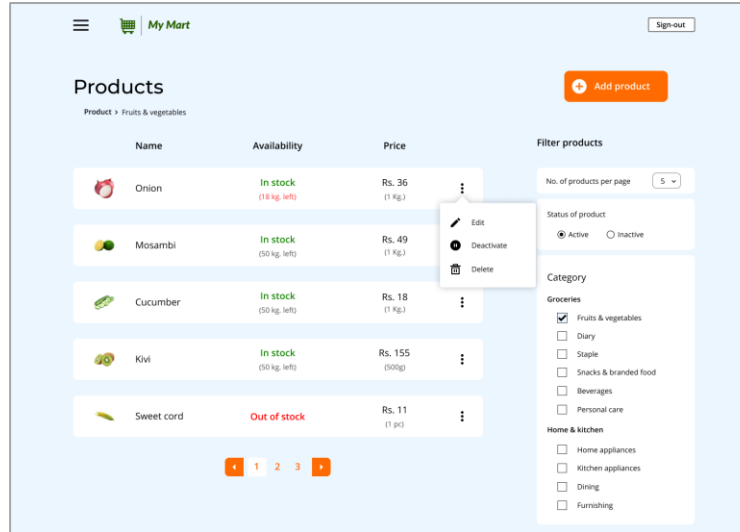 My Mart
Sign-out
Products
Add product
Product > Fruits & vegetables
Name Availability Price
Onion In stock Rs. 36
(18 kg. left) (1 Kg.)
Mosambi In stock Rs. 49
(50 kg. left) (1 Kg.)
Cucumber In stock Rs. 18
(50 kg. left) (1 Kg.)
Kivi In stock Rs. 155
(50 kg. left) (500g)
Sweet cord Out of stock Rs. 11
(1 pc)
Edit
Deactivate
Delete
1 2 3
Filter products
No. of products per page 5
Status of product
Active Inactive
Category
Groceries
Fruits & vegetables
Diary
Staple
Snacks & branded food
Beverages
Personal care
Home & kitchen
Home appliances
Kitchen appliances
Dining
Furnishing